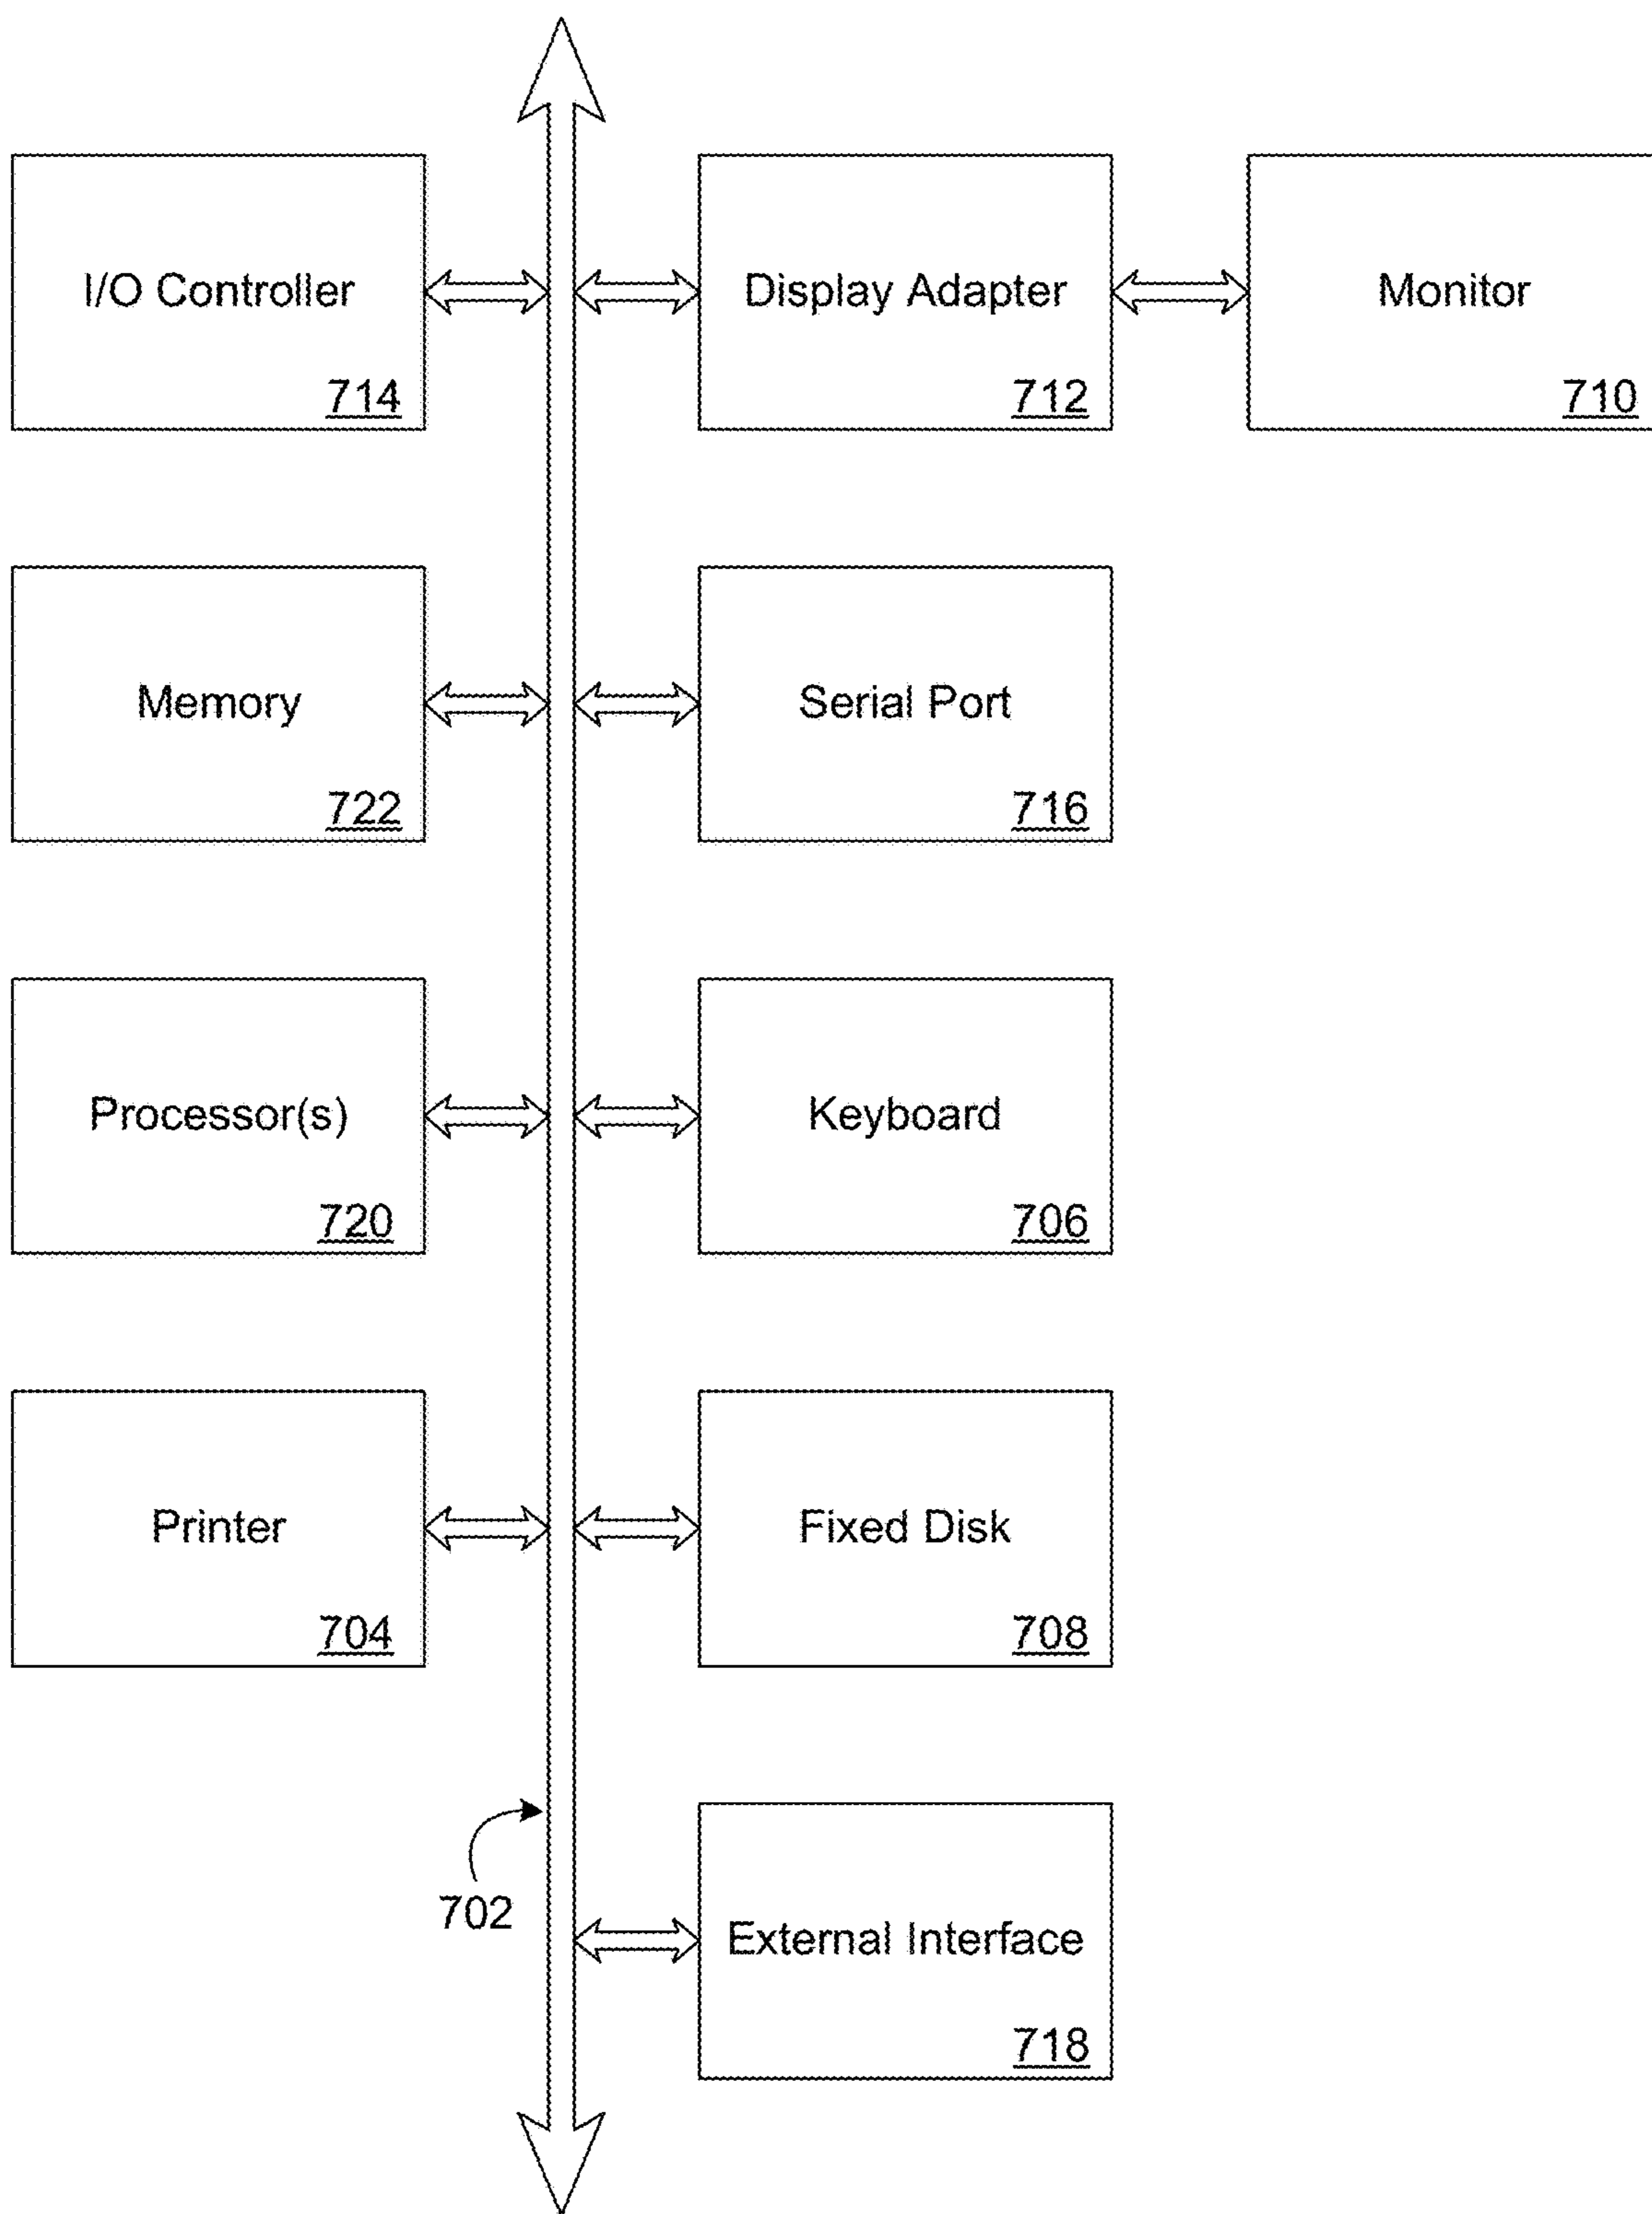 I/O Controller
714
Display Adapter
712
Monitor
710
Memory
722
Serial Port
716
Processor(s)
720
Keyboard
706
Printer
704
Fixed Disk
708
702
External Interface
718